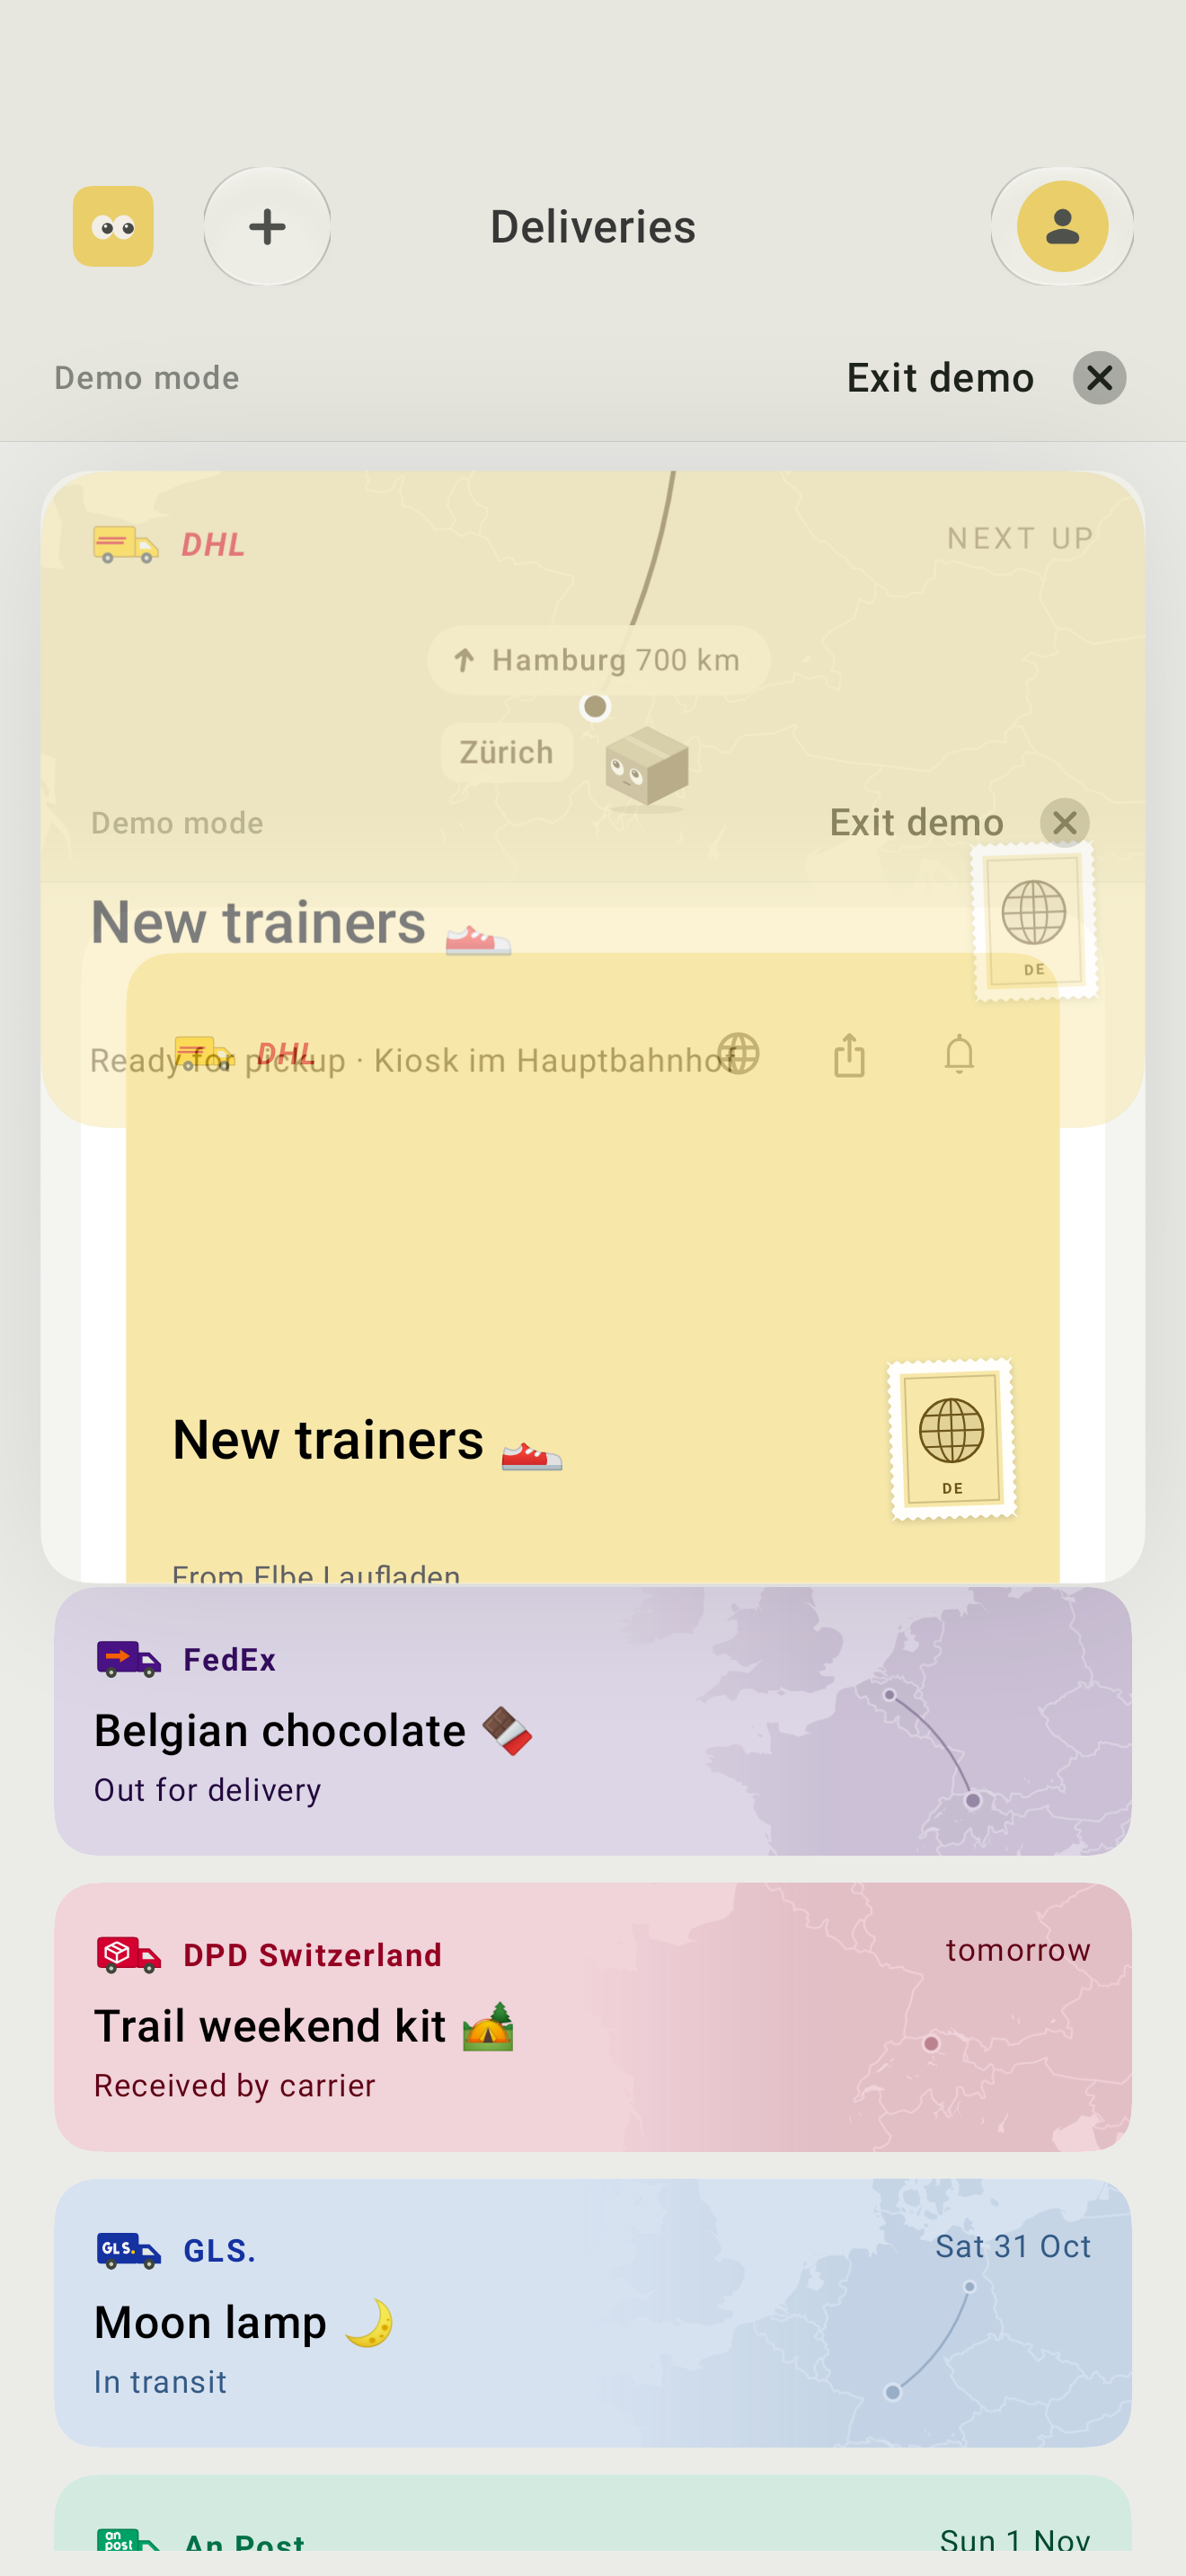 Deliveries
Demo mode
Exit demo
DHL
NEXT UP
Hamburg 700 km
Zürich
Demo mode
Exit demo
New trainers
DE
DHL
Ready for pickup · Kiosk im Hauptbahnhof
New trainers
DE
From Elbe Laufladen
FedEx
Belgian chocolate
Out for delivery
DPD Switzerland
tomorrow
Trail weekend kit
Received by carrier
GLS.
GLS.
Sat 31 Oct
Moon lamp
In transit
an post
An Post
Sun 1 Nov